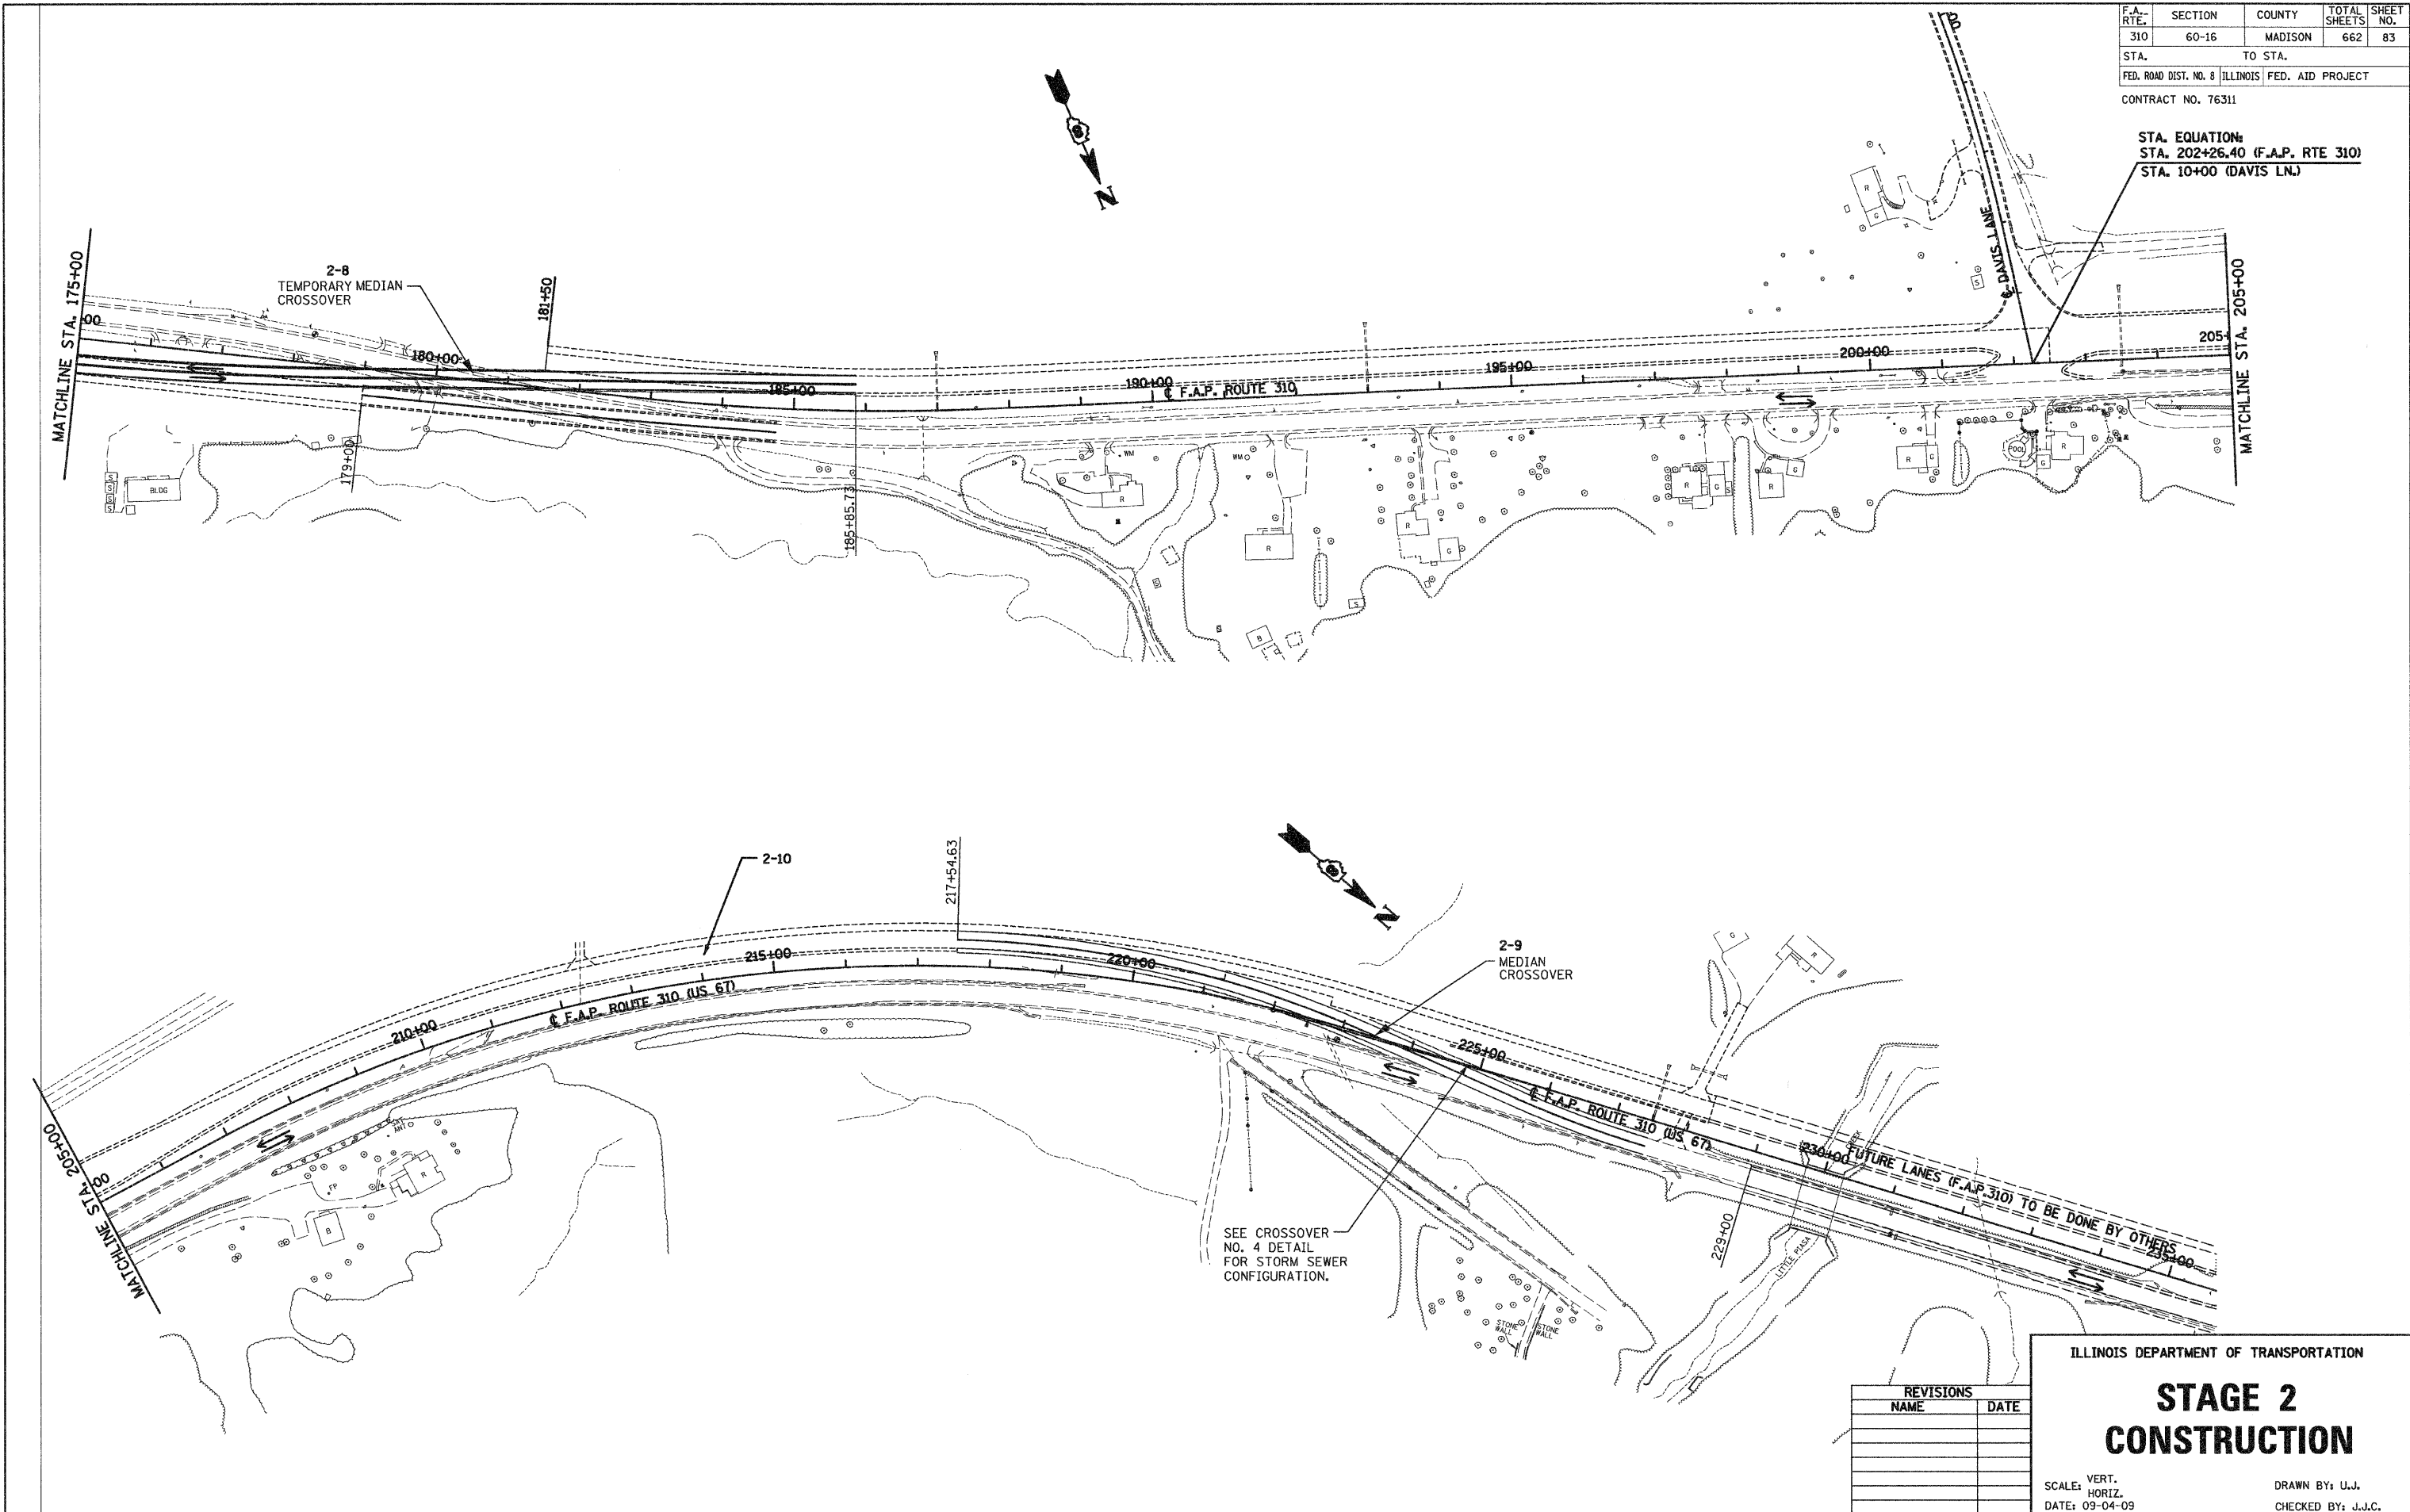 F.A.- RTE. SECTION COUNTY TOTAL SHEETS SHEET NO.
310 60-16 MADISON 662 83
STA. TO STA.
FED. ROAD DIST. NO. 8 ILLINOIS FED. AID PROJECT
CONTRACT NO. 76311
STA. EQUATION:
STA. 202+26.40 (F.A.P. RTE 310)
STA. 10+00 (DAVIS LN.)
N
MATCHLINE STA. 175+00
00
2-8
TEMPORARY MEDIAN
CROSSOVER
181+50
180+00
185+00
190+00
195+00
200+00
205+
℄ F.A.P. ROUTE 310
℄ DAVIS LANE
MATCHLINE STA. 205+00
179+00
185+85.73
S
S
S
S
BLDG
WM
R
WM
R
R
G
S
B
R
G
S
R
G
R
G
POOL
G
R
R
G
S
2-10
217+54.63
N
2-9
MEDIAN
CROSSOVER
MATCHLINE STA. 205+00
00
210+00
215+00
220+00
225+00
230+00
235+00
℄ F.A.P. ROUTE 310 (US 67)
℄ F.A.P. ROUTE 310 (US 67)
FUTURE LANES (F.A.P.310) TO BE DONE BY OTHERS
ANT
FP
R
B
G
R
CREEK
LITTLE PIASA
229+00
SEE CROSSOVER
NO. 4 DETAIL
FOR STORM SEWER
CONFIGURATION.
STONE
WALL
STONE
WALL
REVISIONS
NAME DATE
ILLINOIS DEPARTMENT OF TRANSPORTATION
STAGE 2
CONSTRUCTION
SCALE: VERT.
HORIZ.
DATE: 09-04-09
DRAWN BY: U.J.
CHECKED BY: J.J.C.